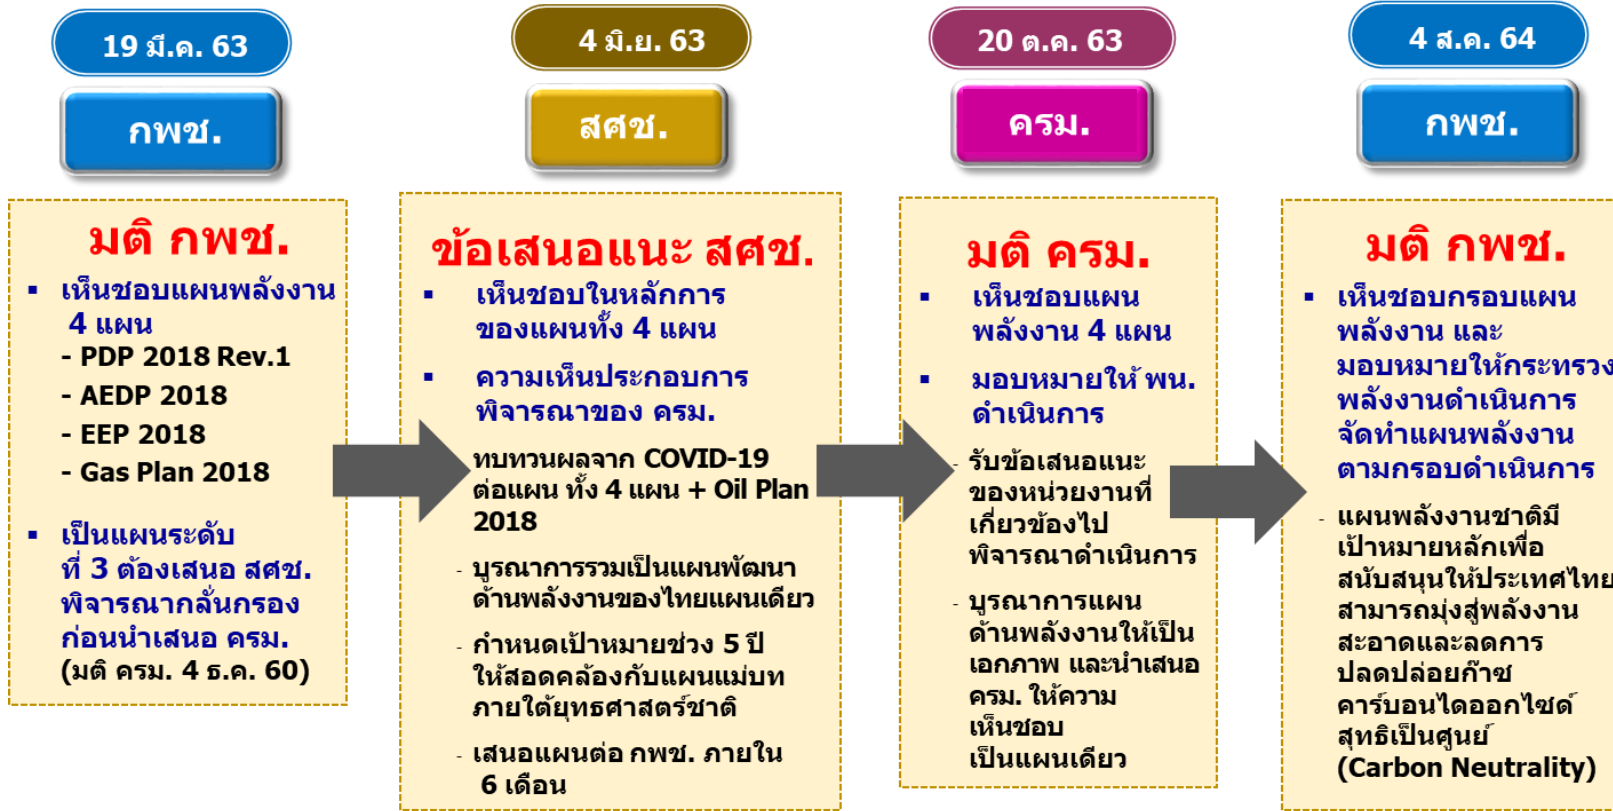 19 มี.ค. 63
กพช.
มติ กพช.
▪ เห็นชอบแผนพลังงาน
4 แผน
- PDP 2018 Rev.1
- AEDP 2018
- EEP 2018
- Gas Plan 2018
▪ เป็นแผนระดับ
ที่ 3 ต้องเสนอ สศช.
พิจารณากลั่นกรอง
ก่อนนำเสนอ ครม.
(มติ ครม. 4 ธ.ค. 60)
4 มิ.ย. 63
สศช.
ข้อเสนอแนะ สศช.
▪ เห็นชอบในหลักการ
ของแผนทั้ง 4 แผน
▪ ความเห็นประกอบการ
พิจารณาของ ครม.
ทบทวนผลจาก COVID-19
ต่อแผน ทั้ง 4 แผน + Oil Plan
2018
- บูรณาการรวมเป็นแผนพัฒนา
ด้านพลังงานของไทยแผนเดียว
- กำหนดเป้าหมายช่วง 5 ปี
ให้สอดคล้องกับแผนแม่บท
ภายใต้ยุทธศาสตร์ชาติ
- เสนอแผนต่อ กพช. ภายใน
6 เดือน
20 ต.ค. 63
ครม.
มติ ครม.
▪ เห็นชอบแผน
พลังงาน 4 แผน
▪ มอบหมายให้ พน.
ดำเนินการ
- รับข้อเสนอแนะ
ของหน่วยงานที่
เกี่ยวข้องไป
พิจารณาดำเนินการ
- บูรณาการแผน
ด้านพลังงานให้เป็น
เอกภาพ และนำเสนอ
ครม. ให้ความ
เห็นชอบ
เป็นแผนเดียว
4 ส.ค. 64
กพช.
มติ กพช.
▪ เห็นชอบกรอบแผน
พลังงาน และ
มอบหมายให้กระทรวง
พลังงานดำเนินการ
จัดทำแผนพลังงาน
ตามกรอบดำเนินการ
- แผนพลังงานชาติมี
เป้าหมายหลักเพื่อ
สนับสนุนให้ประเทศไทย
สามารถมุ่งสู่พลังงาน
สะอาดและลดการ
ปลดปล่อยก๊าซ
คาร์บอนไดออกไซด์
สุทธิเป็นศูนย์
(Carbon Neutrality)